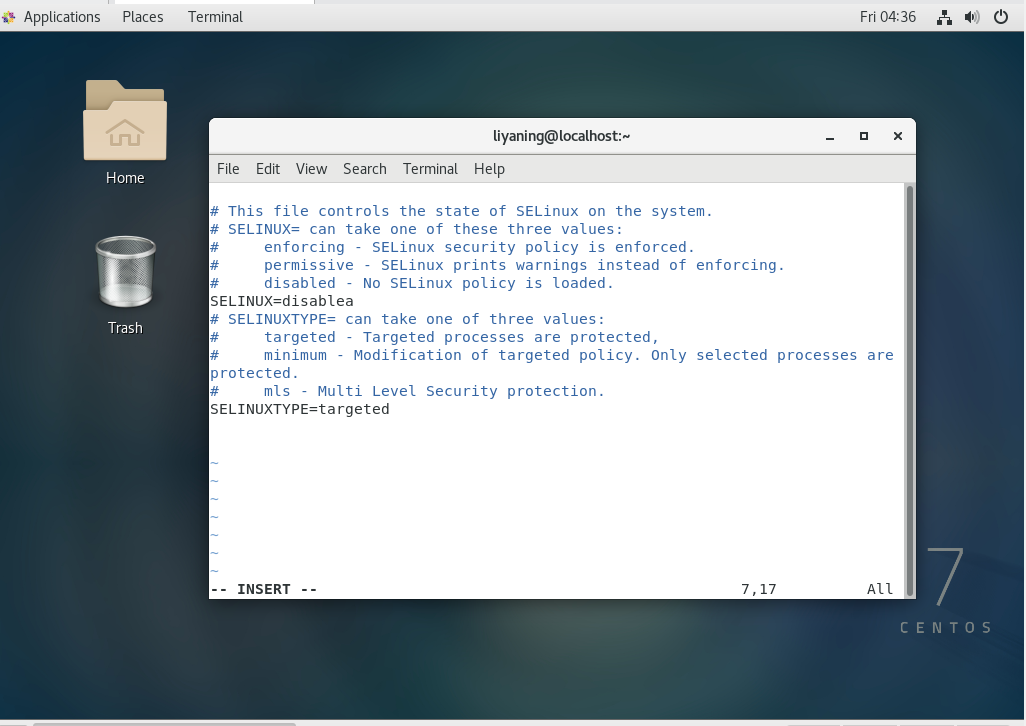 Applications Places Terminal Fri 04:36
Home
Trash
liyaning@localhost:~
File Edit View Search Terminal Help
# This file controls the state of SELinux on the system.
# SELINUX= can take one of these three values:
#     enforcing - SELinux security policy is enforced.
#     permissive - SELinux prints warnings instead of enforcing.
#     disabled - No SELinux policy is loaded.
SELINUX=disablea
# SELINUXTYPE= can take one of three values:
#     targeted - Targeted processes are protected,
#     minimum - Modification of targeted policy. Only selected processes are
protected.
#     mls - Multi Level Security protection.
SELINUXTYPE=targeted
~
~
~
~
~
~
~
-- INSERT -- 7,17 All
7
CENTOS